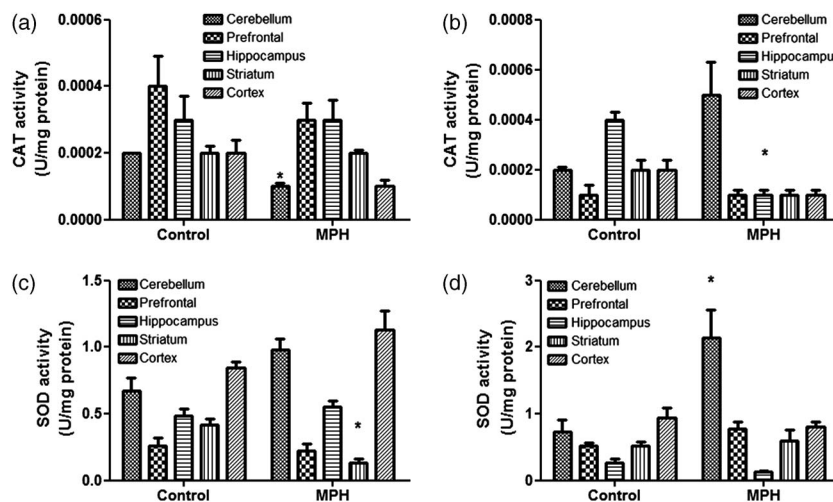 (a)
CAT activity
(U/mg protein)
0.0006
0.0004
0.0002
0.0000
Cerebellum
Prefrontal
Hippocampus
Striatum
Cortex
*
Control
MPH
(b)
CAT activity
(U/mg protein)
0.0008
0.0006
0.0004
0.0002
0.0000
Cerebellum
Prefrontal
Hippocampus
Striatum
Cortex
*
Control
MPH
(c)
SOD activity
(U/mg protein)
1.5
1.0
0.5
0.0
Cerebellum
Prefrontal
Hippocampus
Striatum
Cortex
*
Control
MPH
(d)
SOD activity
(U/mg protein)
3
2
1
0
Cerebellum
Prefrontal
Hippocampus
Striatum
Cortex
*
Control
MPH